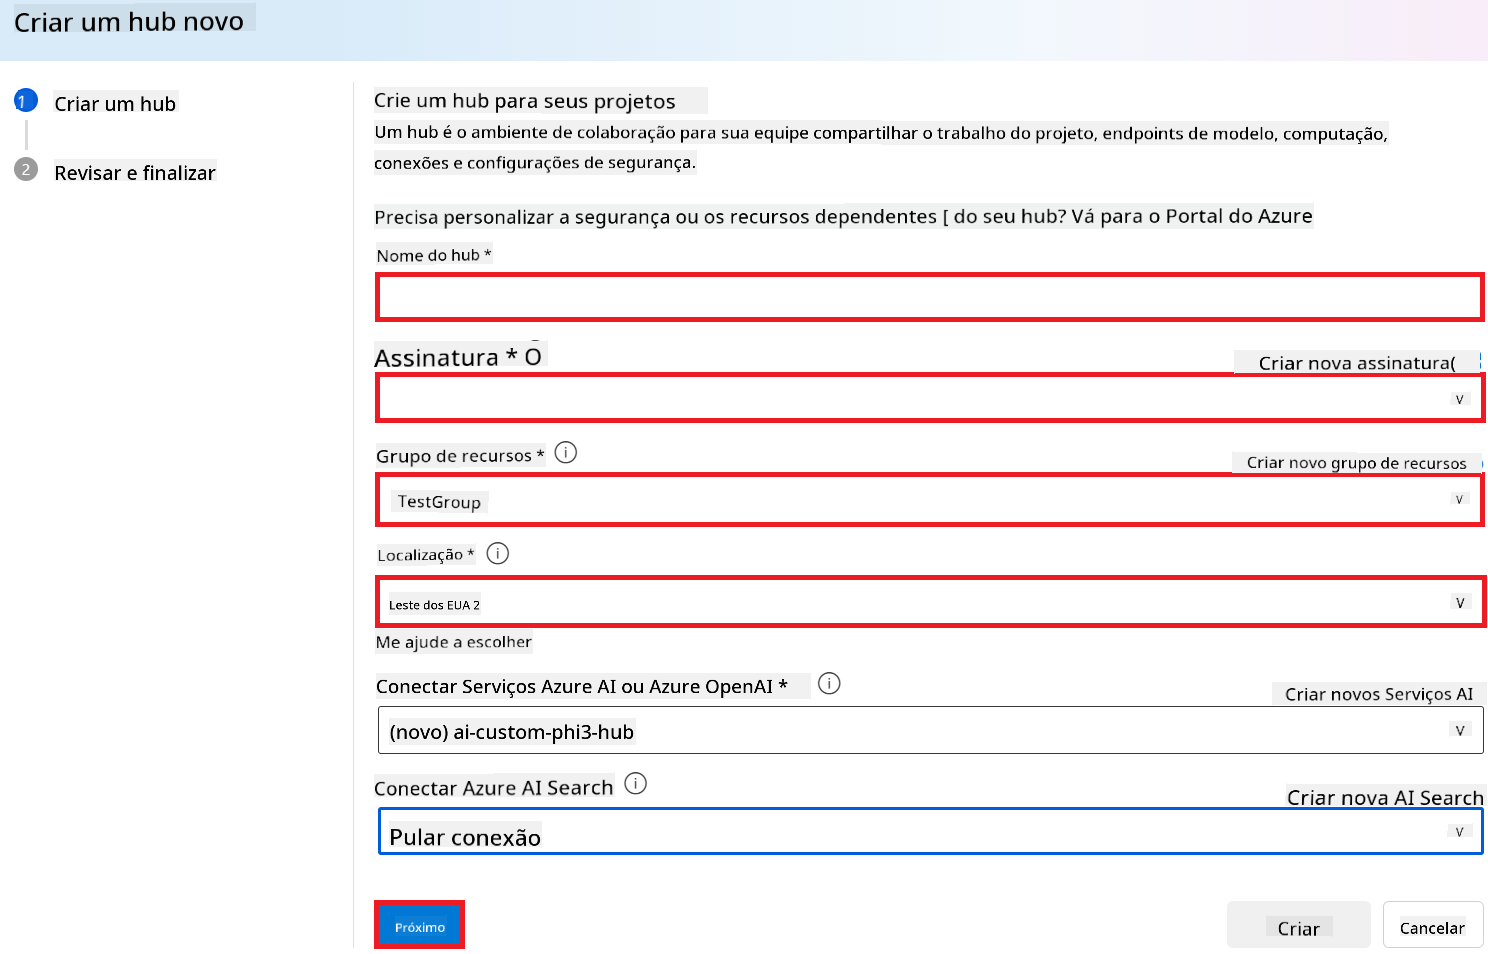 Criar um hub novo
1 Criar um hub
2 Revisar e finalizar
Crie um hub para seus projetos
Um hub é o ambiente de colaboração para sua equipe compartilhar o trabalho do projeto, endpoints de modelo, computação,
conexões e configurações de segurança.
Precisa personalizar a segurança ou os recursos dependentes [ do seu hub? Vá para o Portal do Azure
Nome do hub *
Assinatura * O
Criar nova assinatura(
V
Grupo de recursos *
Criar novo grupo de recursos
TestGroup
V
Localização *
Leste dos EUA 2
V
Me ajude a escolher
Conectar Serviços Azure AI ou Azure OpenAI *
Criar novos Serviços AI
(novo) ai-custom-phi3-hub
V
Conectar Azure AI Search
Criar nova AI Search
Pular conexão
V
Próximo
Criar
Cancelar